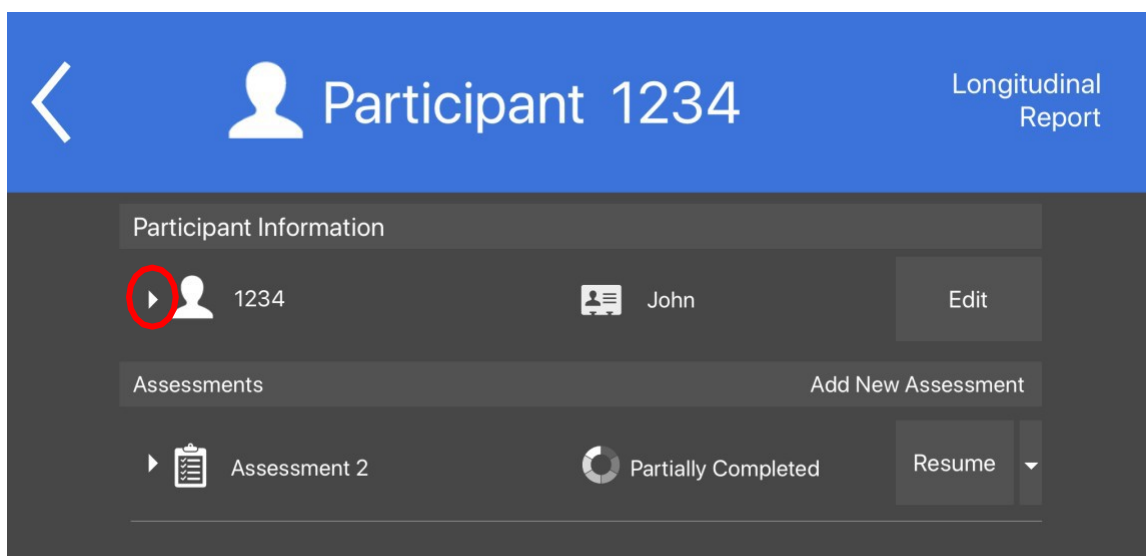 Participant 1234
Longitudinal
Report
Participant Information
1234 John Edit
Assessments Add New Assessment
Assessment 2 Partially Completed Resume